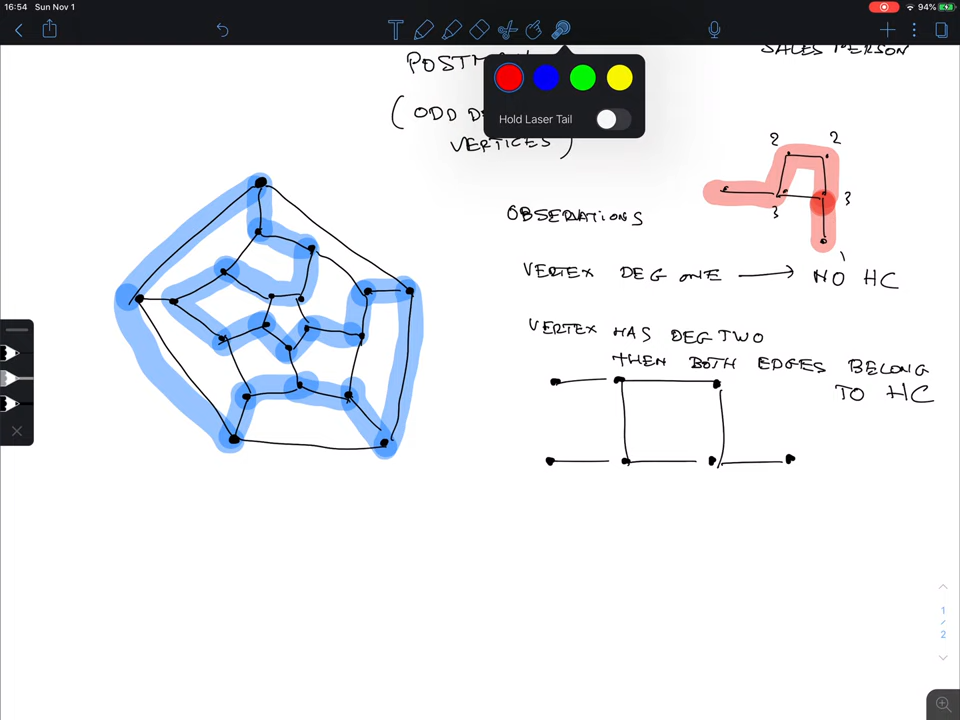 16:54 Sun Nov 1
94%
T
SALES PERSON
Hold Laser Tail
(ODD
VERTICES)
2 2
3 3
OBSERVATIONS
1
VERTEX DEG ONE → NO HC
VERTEX HAS DEG TWO
THEN BOTH EDGES BELONG
TO HC
1
/
2